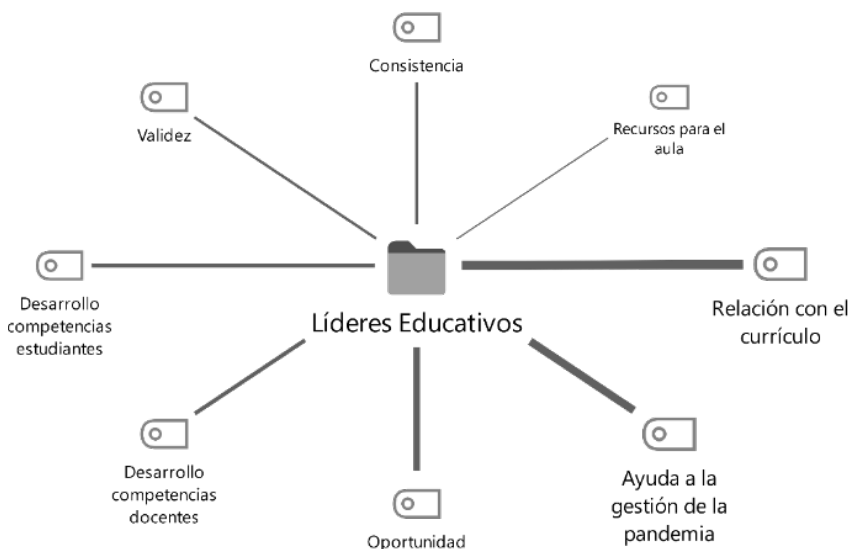 Consistencia
Validez
Recursos para el
aula
Desarrollo
competencias
estudiantes
Líderes Educativos
Relación con el
currículo
Desarrollo
competencias
docentes
Oportunidad
Ayuda a la
gestión de la
pandemia